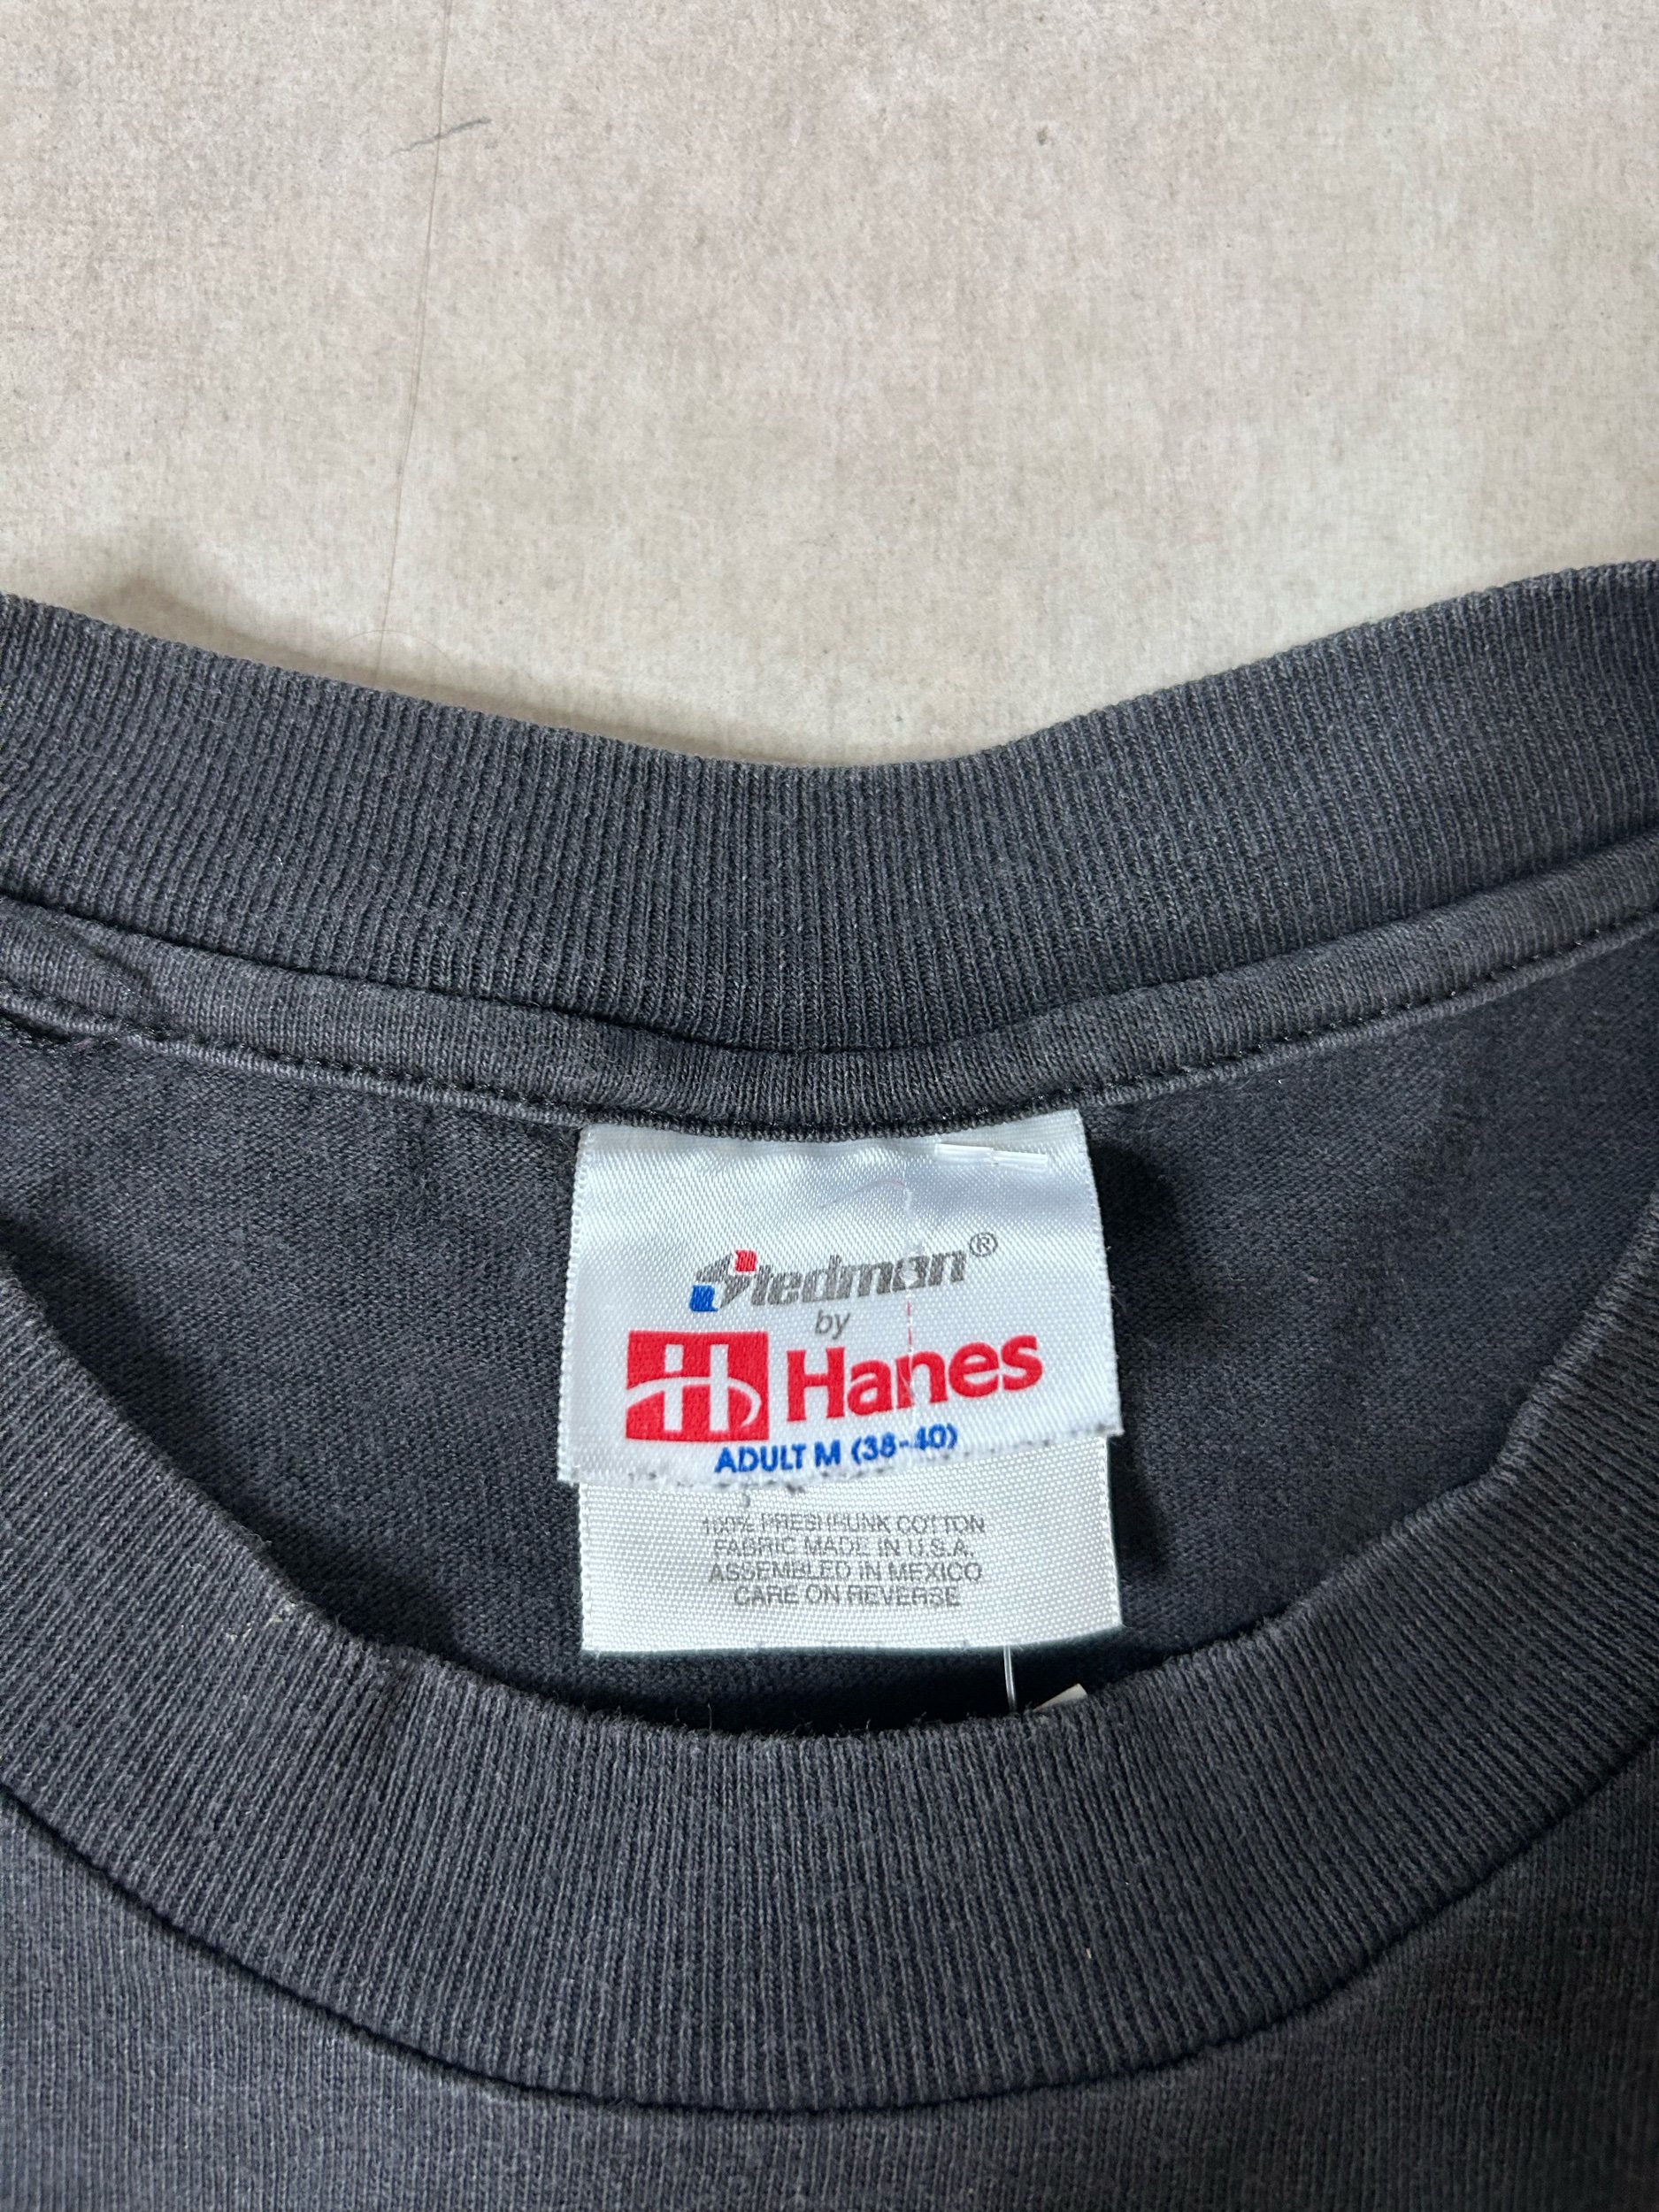 Stedman®
by
H Hanes
ADULT M (38-40)
100% PRESHRUNK COTTON
FABRIC MADE IN U.S.A.
ASSEMBLED IN MEXICO
CARE ON REVERSE